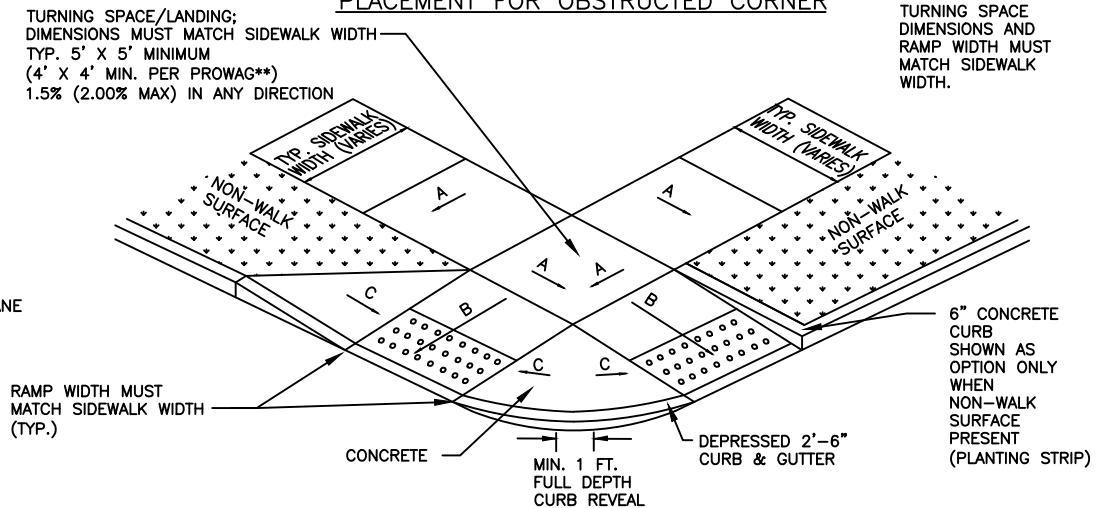 PLACEMENT FOR OBSTRUCTED CORNER
TURNING SPACE/LANDING;
DIMENSIONS MUST MATCH SIDEWALK WIDTH
TYP. 5' X 5' MINIMUM
(4' X 4' MIN. PER PROWAG**)
1.5% (2.00% MAX) IN ANY DIRECTION
TURNING SPACE
DIMENSIONS AND
RAMP WIDTH MUST
MATCH SIDEWALK
WIDTH.
TYP. SIDEWALK
WIDTH (VARIES)
TYP. SIDEWALK
WIDTH (VARIES)
NON-WALK
SURFACE
NON-WALK
SURFACE
A
A
A
A
B
B
C
C
C
RAMP WIDTH MUST
MATCH SIDEWALK WIDTH
(TYP.)
CONCRETE
MIN. 1 FT.
FULL DEPTH
CURB REVEAL
DEPRESSED 2'-6"
CURB & GUTTER
6" CONCRETE
CURB
SHOWN AS
OPTION ONLY
WHEN
NON-WALK
SURFACE
PRESENT
(PLANTING STRIP)